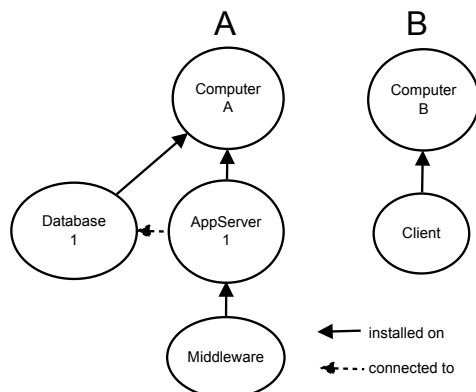 A
B
Computer
A
Computer
B
Database
1
AppServer
1
Client
Middleware
installed on
connected to